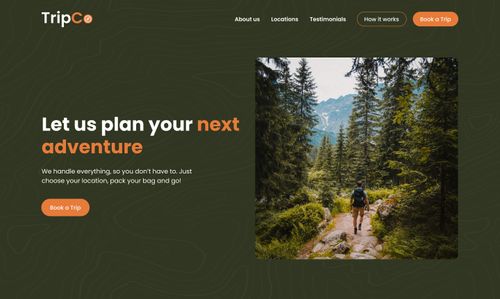 TripCo
About us
Locations
Testimonials
How it works
Book a Trip
Let us plan your next
adventure
We handle everything, so you don't have to. Just
choose your location, pack your bag and go!
Book a Trip